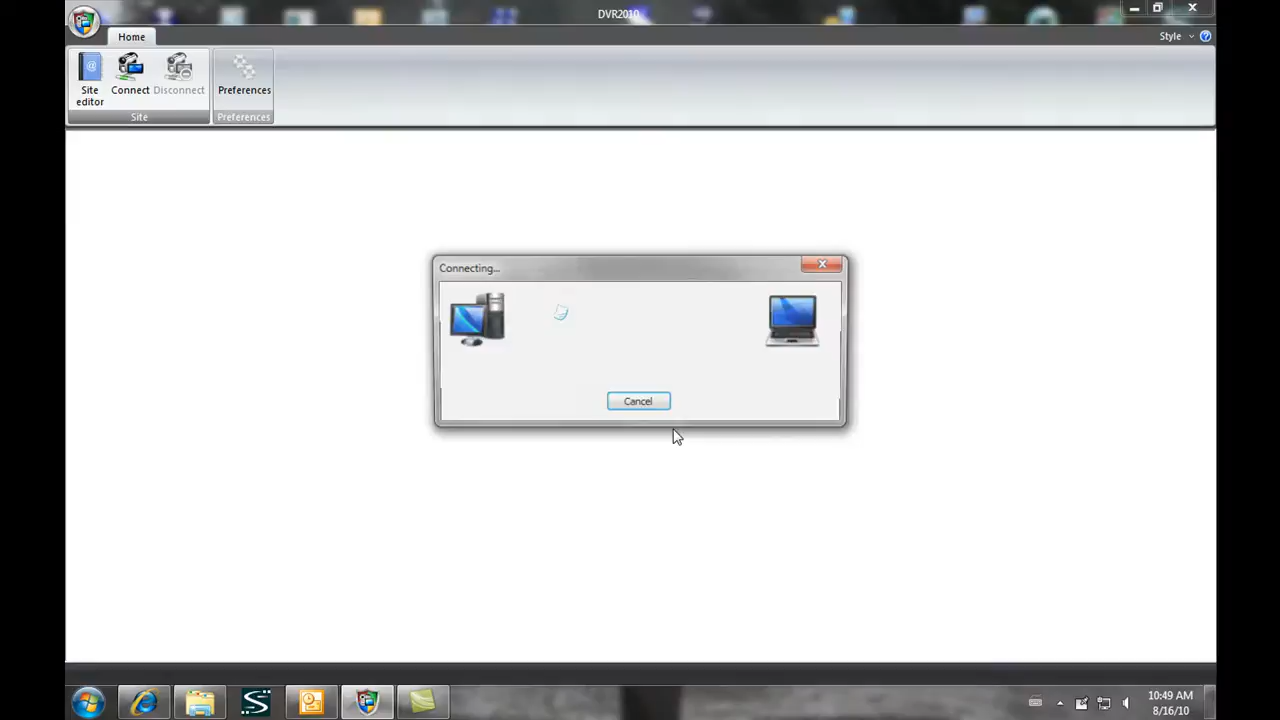 DVR2010
Home
Style
Site editor
Connect
Disconnect
Preferences
Site
Preferences
Connecting...
Cancel
10:49 AM
8/16/10